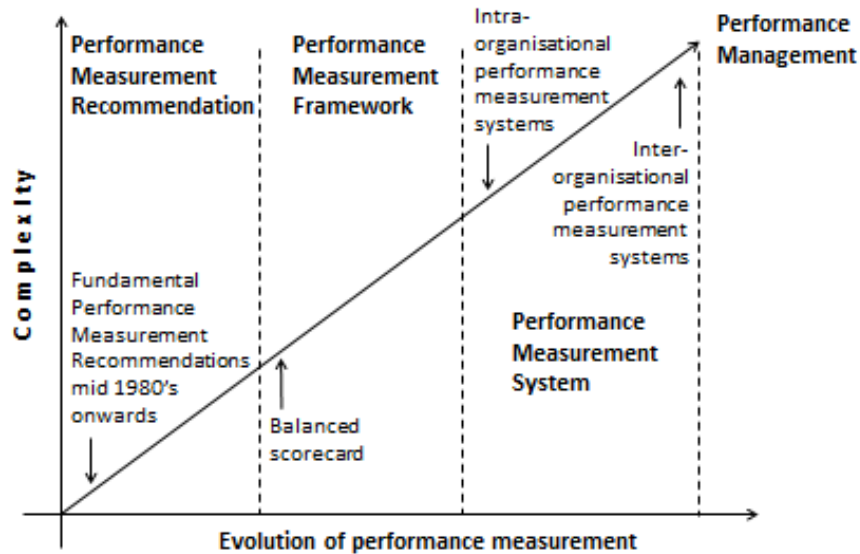 Performance
Measurement
Recommendation
Performance
Measurement
Framework
Intra-
organisational
performance
measurement
systems
Performance
Management
Inter-
organisational
performance
measurement
systems
Complexity
Fundamental
Performance
Measurement
Recommendations
mid 1980's
onwards
Balanced
scorecard
Performance
Measurement
System
Evolution of performance measurement